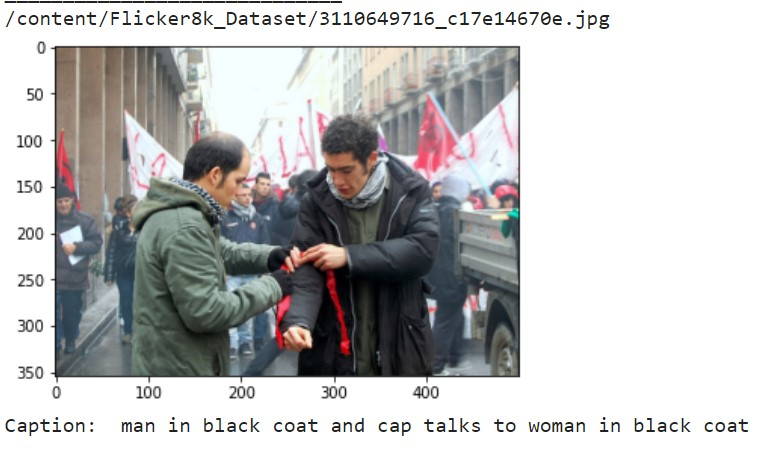 /content/Flicker8k_Dataset/3110649716_c17e14670e.jpg
0
50
100
150
200
250
300
350
0 100 200 300 400
Caption:  man in black coat and cap talks to woman in black coat